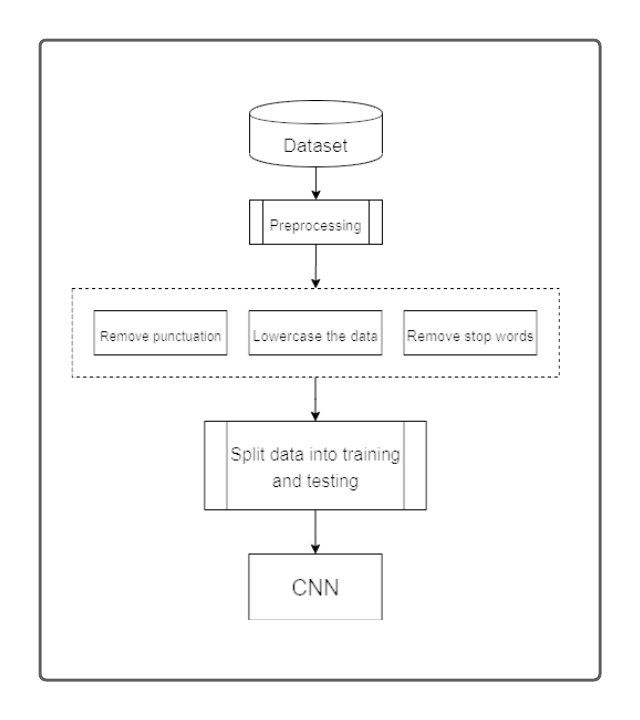 Dataset
Preprocessing
Remove punctuation
Lowercase the data
Remove stop words
Split data into training
and testing
CNN